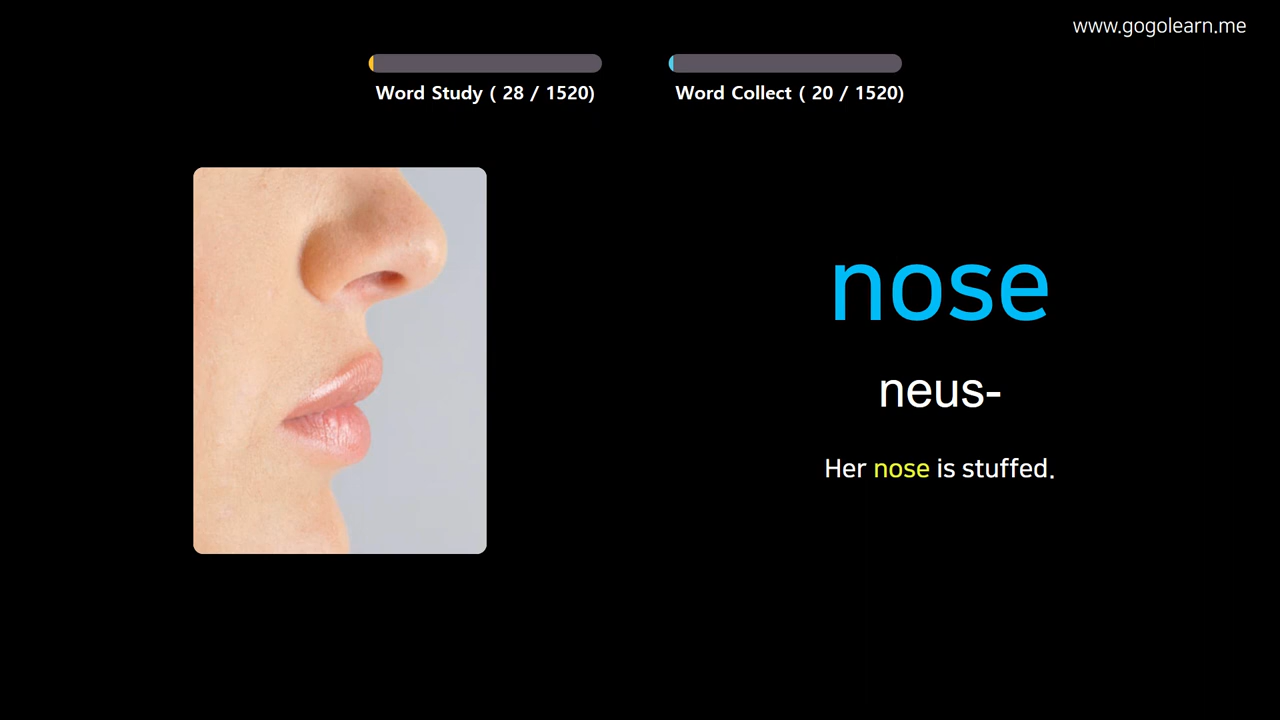 www.gogolearn.me
Word Study ( 28 / 1520)
Word Collect ( 20 / 1520)
nose
neus-
Her nose is stuffed.